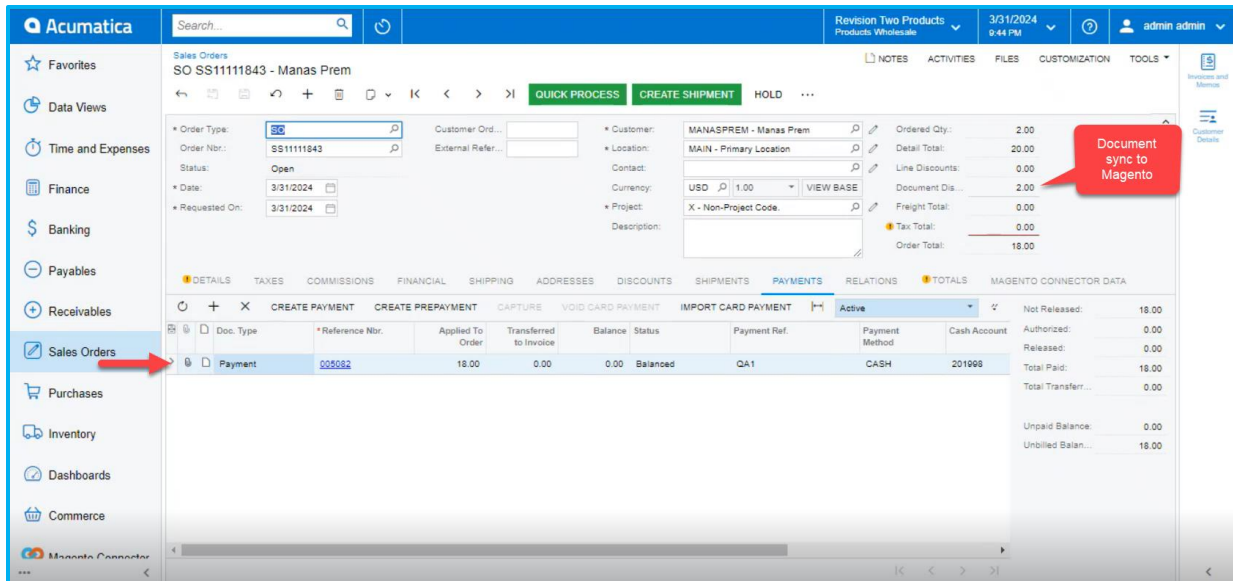 Acumatica
Search...
Revision Two Products
Products Wholesale
3/31/2024
9:44 PM
admin admin
Favorites
Data Views
Time and Expenses
Finance
Banking
Payables
Receivables
Sales Orders
Purchases
Inventory
Dashboards
Commerce
Magento Connector
Sales Orders
SO SS11111843 - Manas Prem
NOTES ACTIVITIES FILES CUSTOMIZATION TOOLS
QUICK PROCESS CREATE SHIPMENT HOLD ...
* Order Type: SO
Order Nbr.: SS11111843
Status: Open
* Date: 3/31/2024
* Requested On: 3/31/2024
Customer Ord...
External Refer...
* Customer: MANASPREM - Manas Prem
* Location: MAIN - Primary Location
Contact:
Currency: USD 1.00 VIEW BASE
* Project: X - Non-Project Code.
Description:
Ordered Qty.: 2.00
Detail Total: 20.00
Line Discounts: 0.00
Document Dis... 2.00
Freight Total: 0.00
Tax Total: 0.00
Order Total: 18.00
Document
sync to
Magento
Invoices and
Memos
Customer
Details
DETAILS TAXES COMMISSIONS FINANCIAL SHIPPING ADDRESSES DISCOUNTS SHIPMENTS PAYMENTS RELATIONS TOTALS MAGENTO CONNECTOR DATA
CREATE PAYMENT CREATE PREPAYMENT CAPTURE VOID CARD PAYMENT IMPORT CARD PAYMENT Active
Doc. Type *Reference Nbr. Applied To Order Transferred to Invoice Balance Status Payment Ref. Payment Method Cash Account
Payment 005082 18.00 0.00 0.00 Balanced QA1 CASH 201998
Not Released: 18.00
Authorized: 0.00
Released: 0.00
Total Paid: 18.00
Total Transferr... 0.00
Unpaid Balance: 0.00
Unbilled Balan... 18.00
...